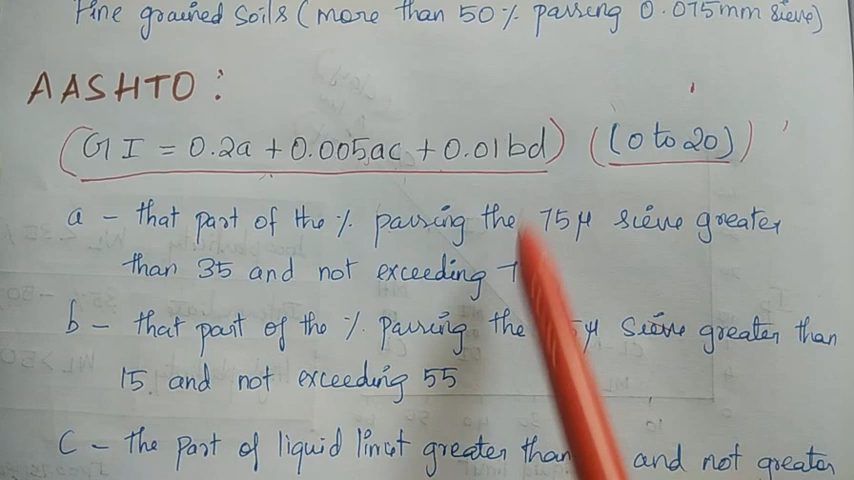 Fine grained soils (more than 50% passing 0.075mm sieve)
AASHTO :
(GI = 0.2a + 0.005ac + 0.01bd) ((0 to 20))
a - that part of the % passing the 75μ sieve greater
than 35 and not exceeding
b - that part of the % passing the sieve greater than
15 and not exceeding 55
C - the part of liquid limit greater than and not greater